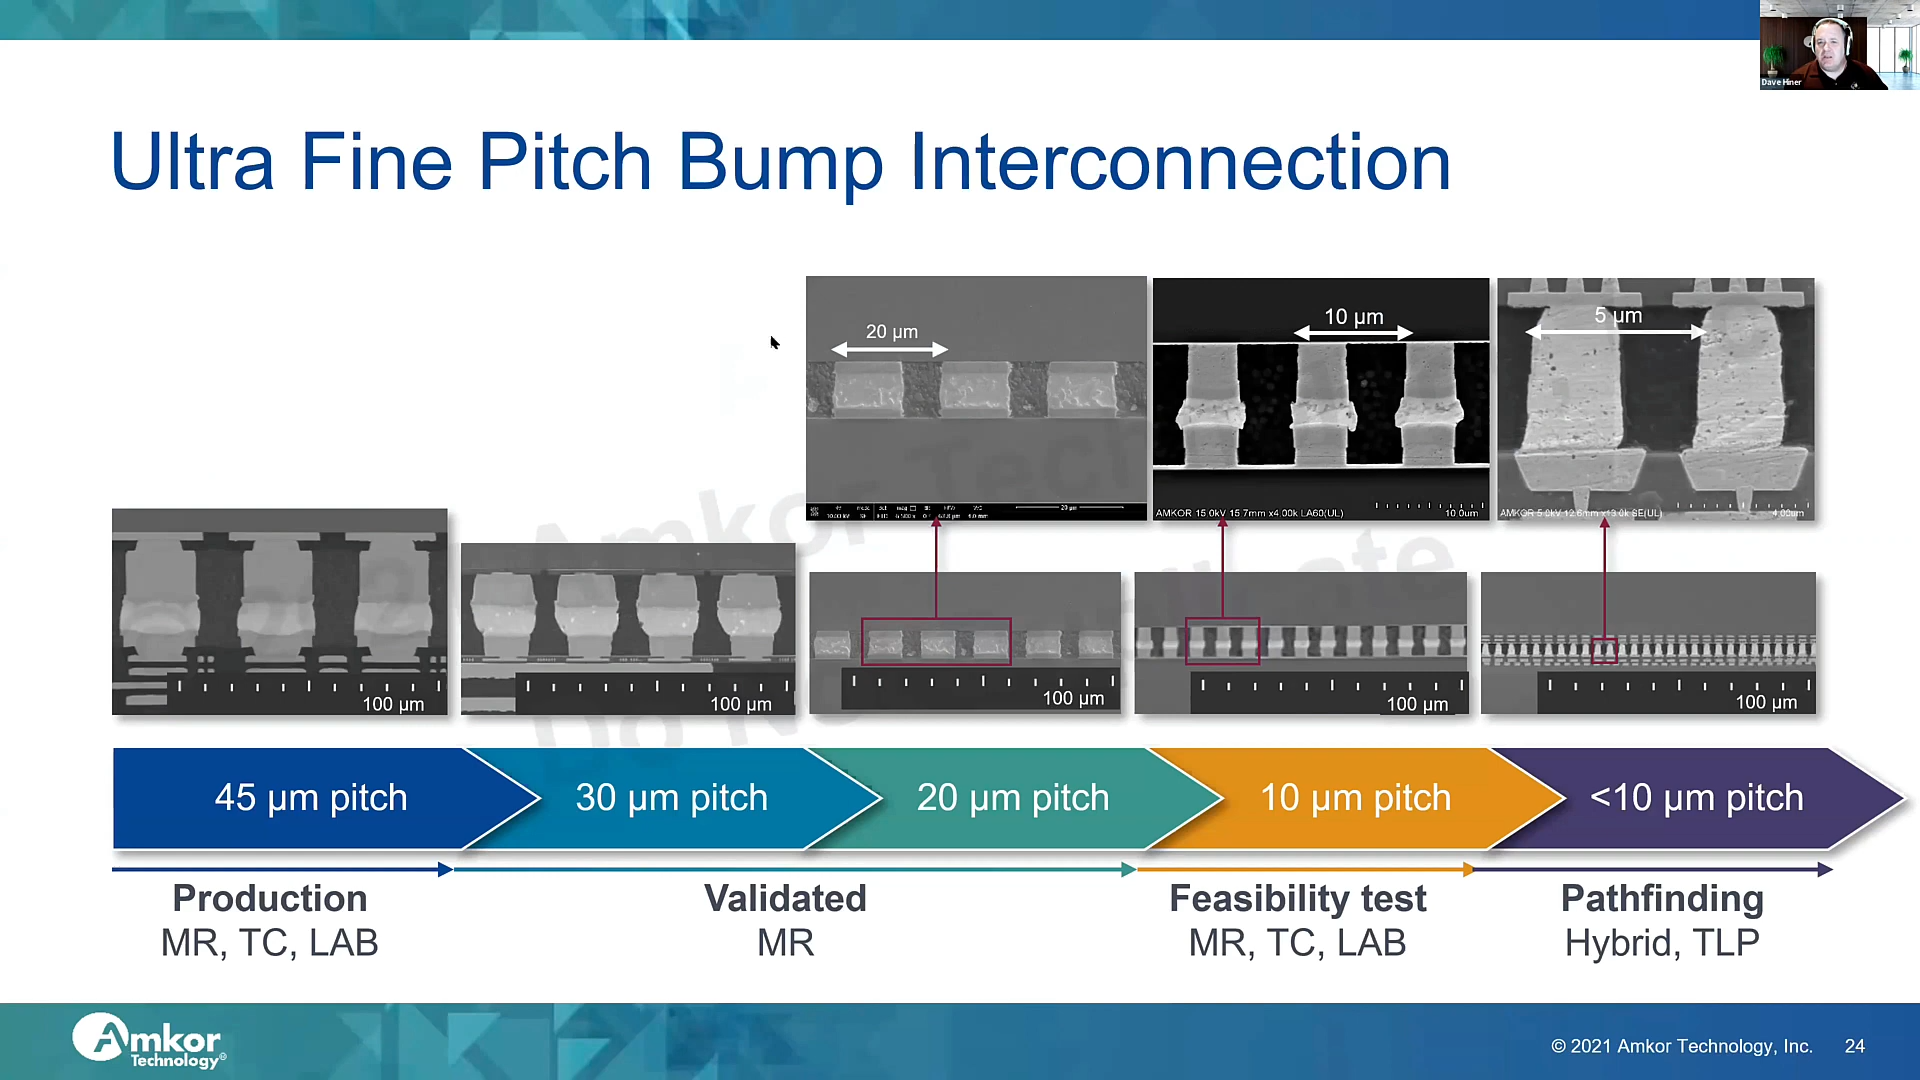 Dave Hiner
Ultra Fine Pitch Bump Interconnection
20 µm
10 µm
5 µm
20 µm
AMKOR 15.0kV 15.7mm x4.00k LA60(UL)
10.0um
AMKOR 5.0kV 12.6mm x13.0k SE(UL)
4.00um
100 µm
100 µm
100 µm
100 µm
100 µm
45 µm pitch
30 µm pitch
20 µm pitch
10 µm pitch
<10 µm pitch
Production
MR, TC, LAB
Validated
MR
Feasibility test
MR, TC, LAB
Pathfinding
Hybrid, TLP
Amkor
Technology®
© 2021 Amkor Technology, Inc.
24